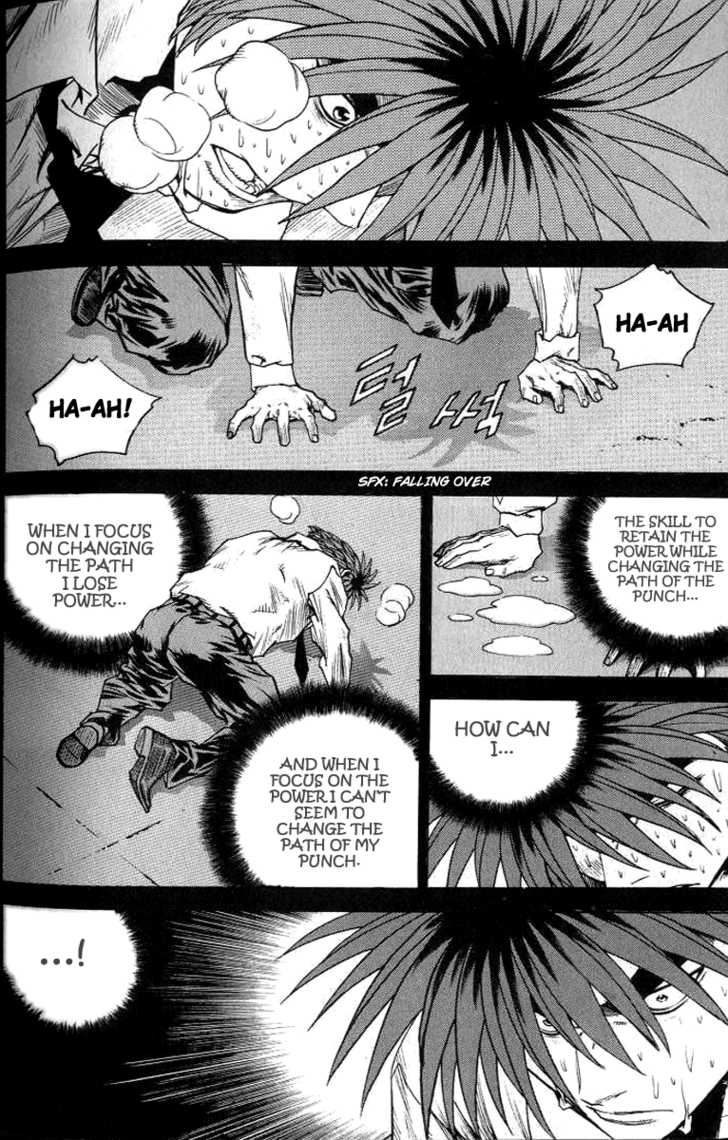 HA-AH!
털썩
HA-AH
SFX: FALLING OVER
WHEN I FOCUS
ON CHANGING
THE PATH
I LOSE
POWER...
AND WHEN I
FOCUS ON THE
POWER I CAN'T
SEEM TO
CHANGE THE
PATH OF MY
PUNCH.
THE SKILL TO
RETAIN THE
POWER WHILE
CHANGING THE
PATH OF THE
PUNCH...
HOW CAN
I...
...!